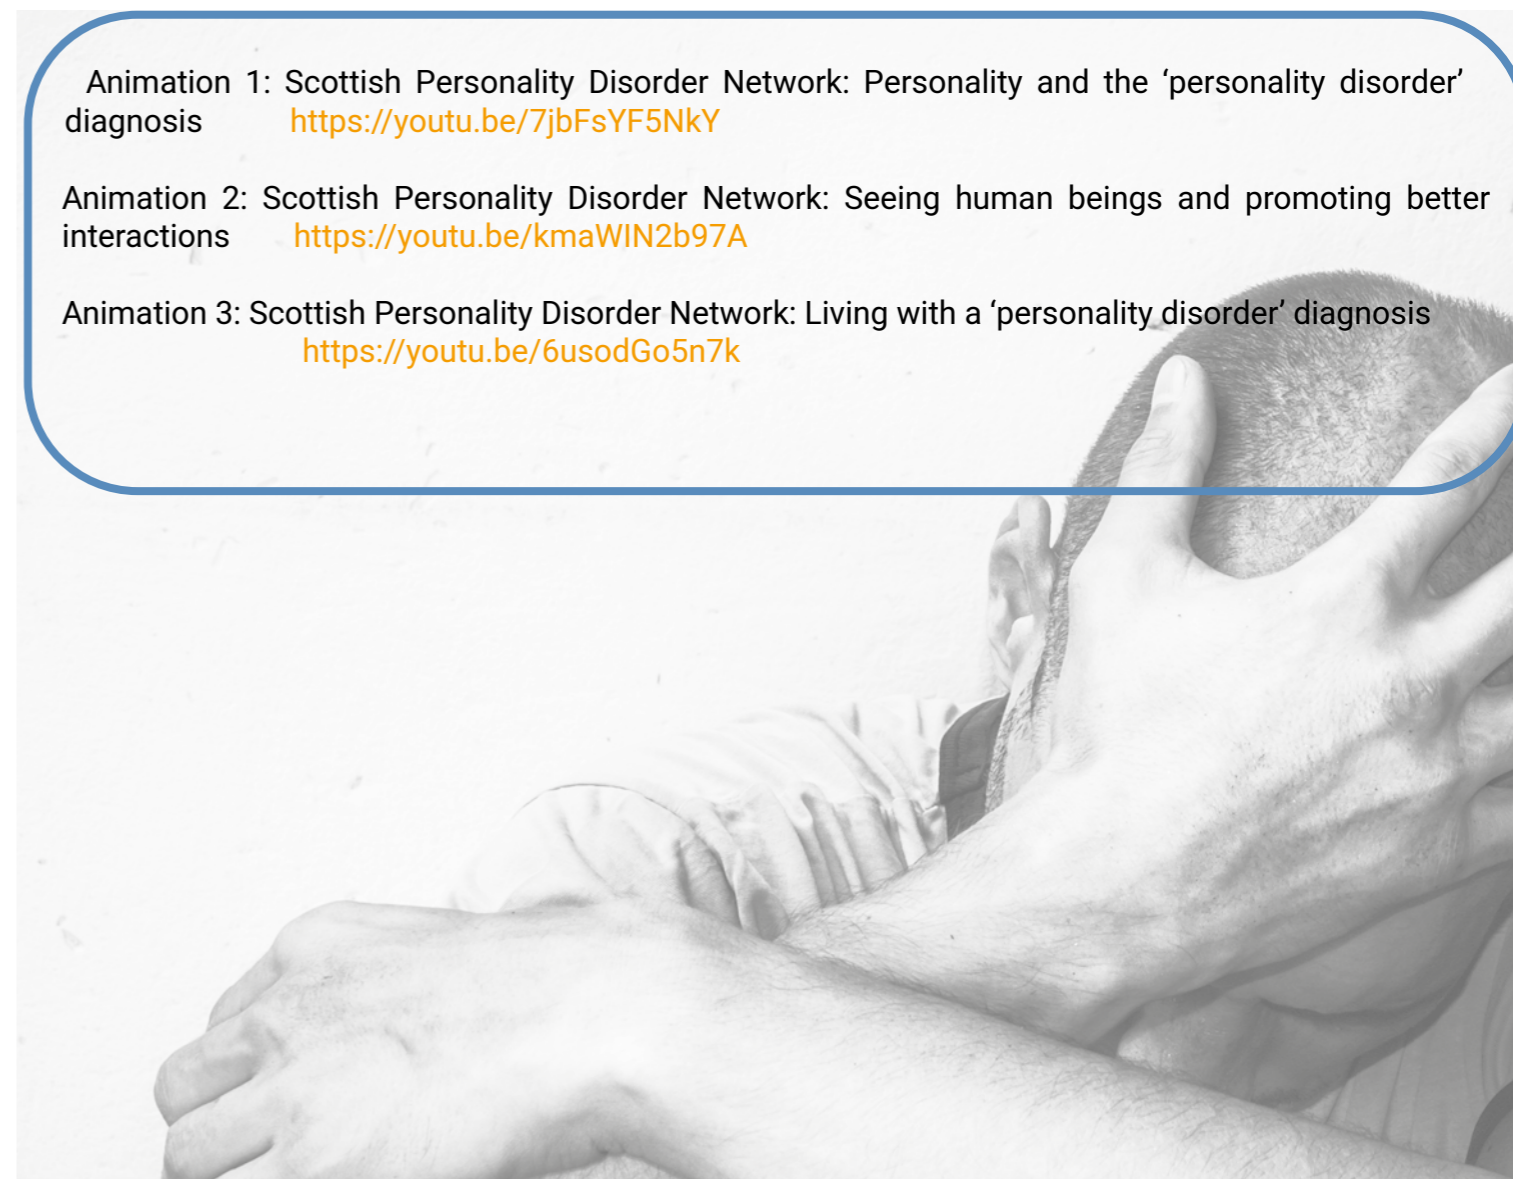 Animation 1: Scottish Personality Disorder Network: Personality and the ‘personality disorder’
diagnosis https://youtu.be/7jbFsYF5NkY
Animation 2: Scottish Personality Disorder Network: Seeing human beings and promoting better
interactions https://youtu.be/kmaWIN2b97A
Animation 3: Scottish Personality Disorder Network: Living with a ‘personality disorder’ diagnosis
https://youtu.be/6usodGo5n7k